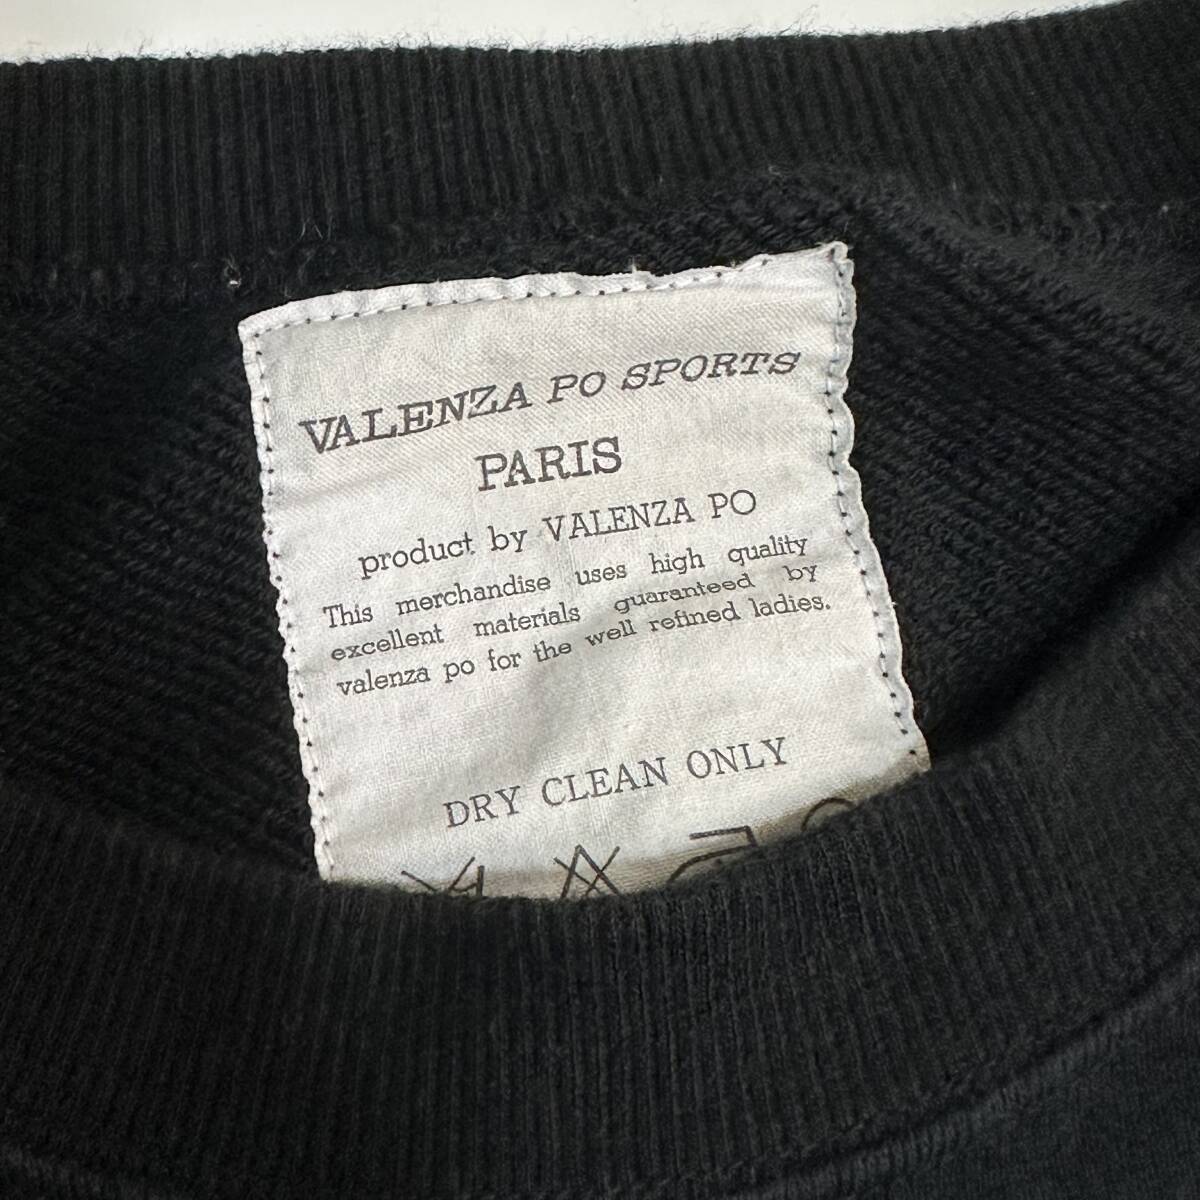 VALENZA PO SPORTS
PARIS
product by VALENZA PO
This merchandise uses high quality
excellent materials guaranteed by
valenza po for the well refined ladies.
DRY CLEAN ONLY